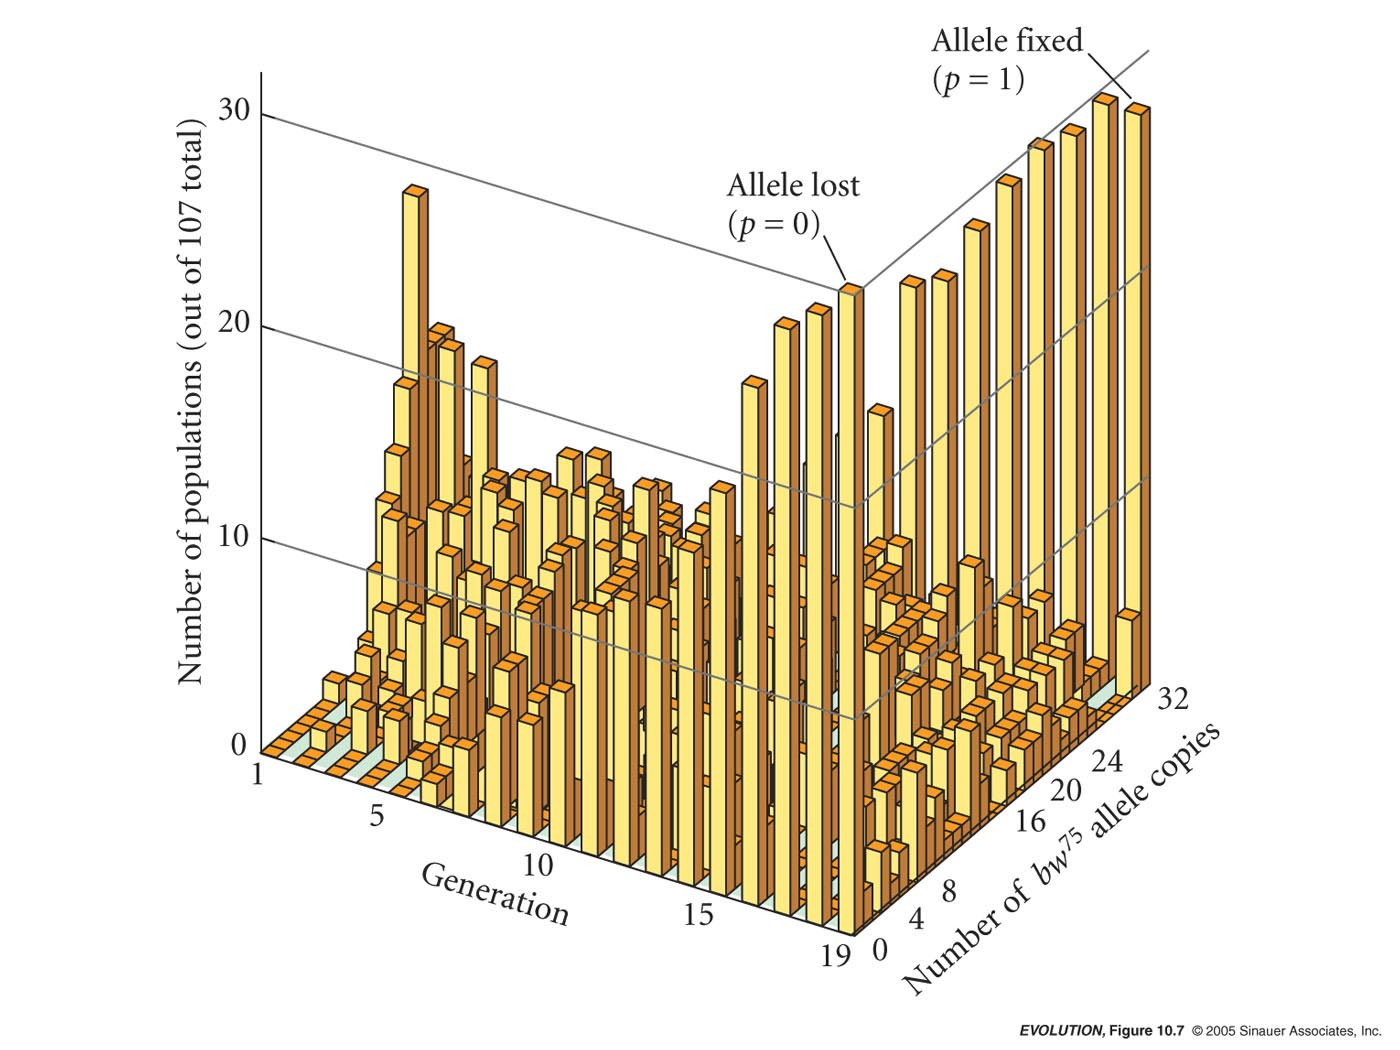 Allele fixed
(p = 1)
Allele lost
(p = 0)
Number of populations (out of 107 total)
30
20
10
0
1
5
10
15
19
Generation
0
4
8
16
20
24
32
Number of bw⁷⁵ allele copies
EVOLUTION, Figure 10.7 © 2005 Sinauer Associates, Inc.